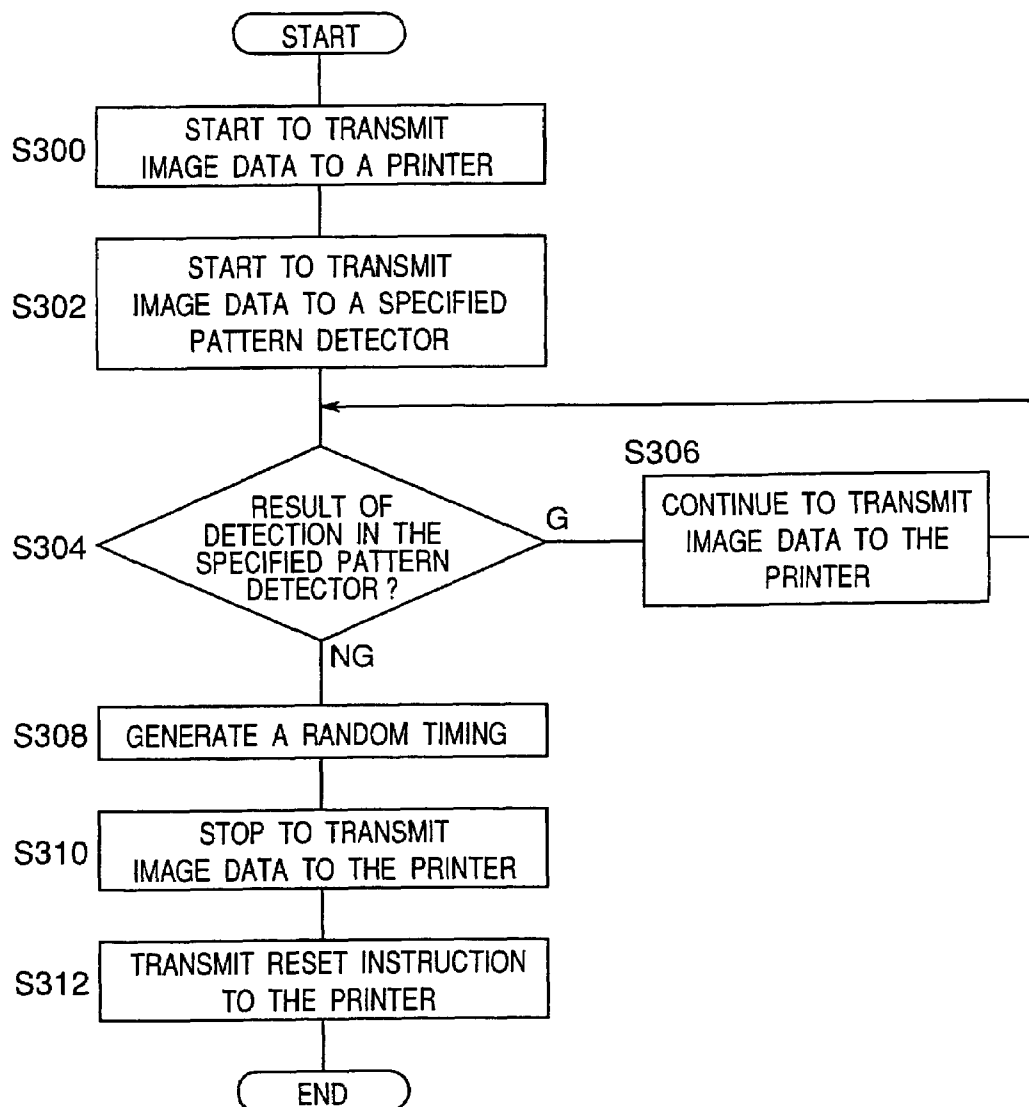 START
S300
START TO TRANSMIT
IMAGE DATA TO A PRINTER
S302
START TO TRANSMIT
IMAGE DATA TO A SPECIFIED
PATTERN DETECTOR
S304
RESULT OF
DETECTION IN THE
SPECIFIED PATTERN
DETECTOR ?
G
S306
CONTINUE TO TRANSMIT
IMAGE DATA TO THE
PRINTER
NG
S308
GENERATE A RANDOM TIMING
S310
STOP TO TRANSMIT
IMAGE DATA TO THE PRINTER
S312
TRANSMIT RESET INSTRUCTION
TO THE PRINTER
END